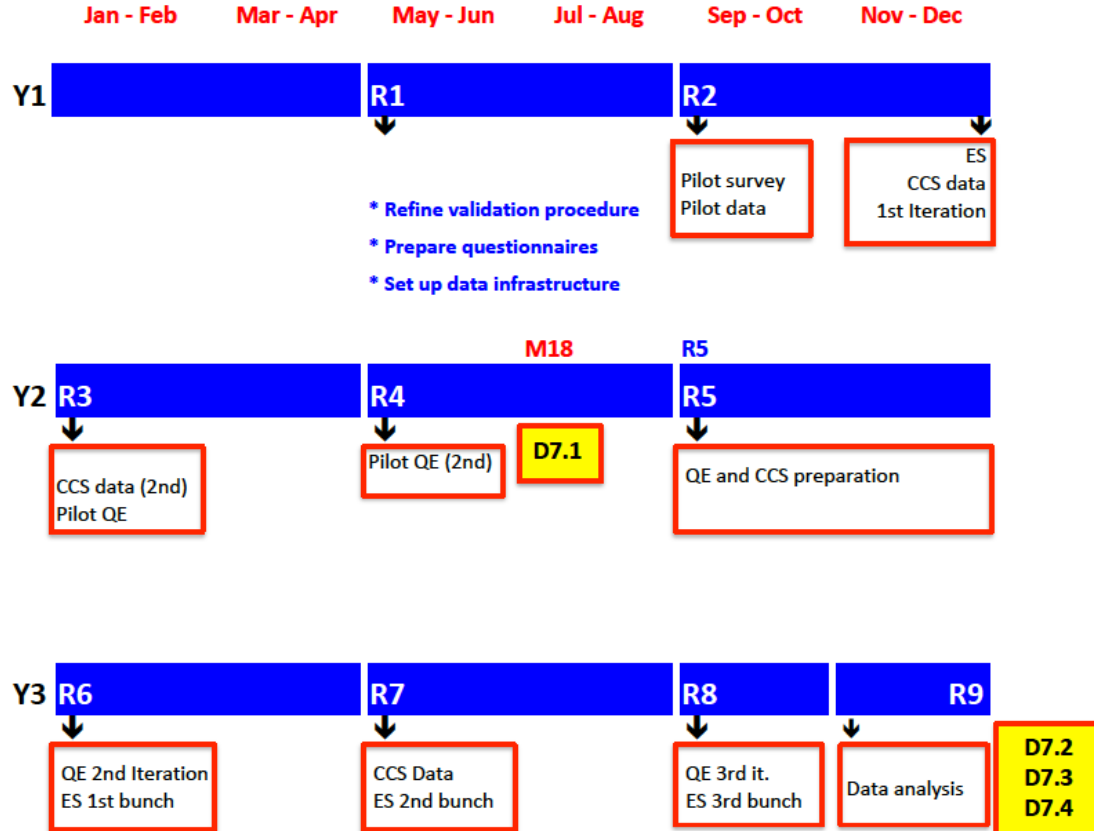 Jan - Feb Mar - Apr May - Jun Jul - Aug Sep - Oct Nov - Dec
Y1 R1 R2
Pilot survey
Pilot data
ES
CCS data
1st Iteration
* Refine validation procedure
* Prepare questionnaires
* Set up data infrastructure
M18 R5
Y2 R3 R4 R5
CCS data (2nd)
Pilot QE
Pilot QE (2nd)
D7.1
QE and CCS preparation
Y3 R6 R7 R8 R9
QE 2nd Iteration
ES 1st bunch
CCS Data
ES 2nd bunch
QE 3rd it.
ES 3rd bunch
Data analysis
D7.2
D7.3
D7.4